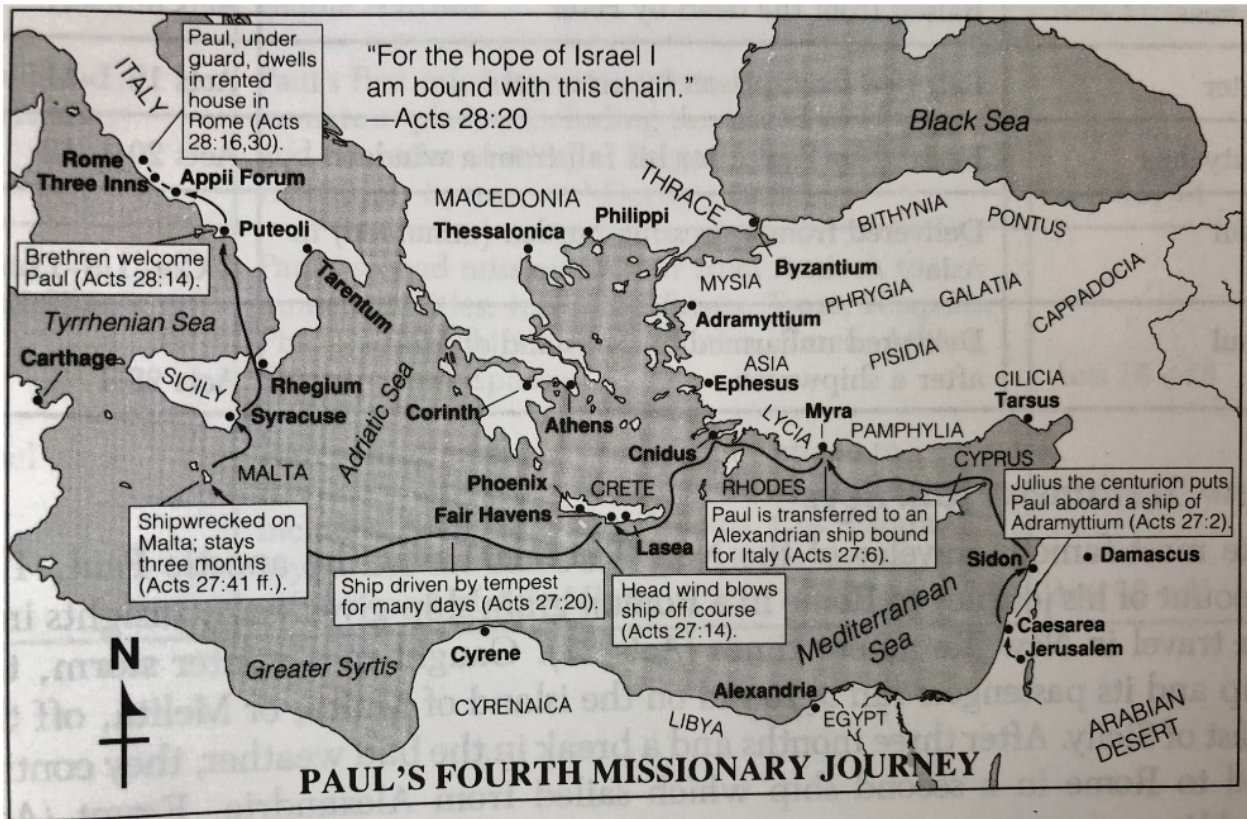 Paul, under
guard, dwells
in rented
house in
Rome (Acts
28:16,30).
"For the hope of Israel I
am bound with this chain."
—Acts 28:20
ITALY
Black Sea
Rome
Three Inns
Appii Forum
Puteoli
Brethren welcome
Paul (Acts 28:14).
Tarentum
MACEDONIA
Thessalonica
Philippi
THRACE
Byzantium
BITHYNIA
PONTUS
MYSIA
Adramyttium
PHRYGIA
GALATIA
CAPPADOCIA
Tyrrhenian Sea
Carthage
SICILY
Rhegium
Syracuse
Adriatic Sea
Corinth
Athens
ASIA
Ephesus
PISIDIA
LYCIA
Myra
PAMPHYLIA
CILICIA
Tarsus
Cnidus
CYPRUS
MALTA
Phoenix
CRETE
Fair Havens
Lasea
RHODES
Julius the centurion puts
Paul aboard a ship of
Adramyttium (Acts 27:2).
Paul is transferred to an
Alexandrian ship bound
for Italy (Acts 27:6).
Shipwrecked on
Malta; stays
three months
(Acts 27:41 ff.).
Ship driven by tempest
for many days (Acts 27:20).
Head wind blows
ship off course
(Acts 27:14).
Sidon
Damascus
Mediterranean
Sea
Caesarea
Jerusalem
N
Greater Syrtis
Cyrene
CYRENAICA
LIBYA
Alexandria
EGYPT
ARABIAN
DESERT
PAUL'S FOURTH MISSIONARY JOURNEY